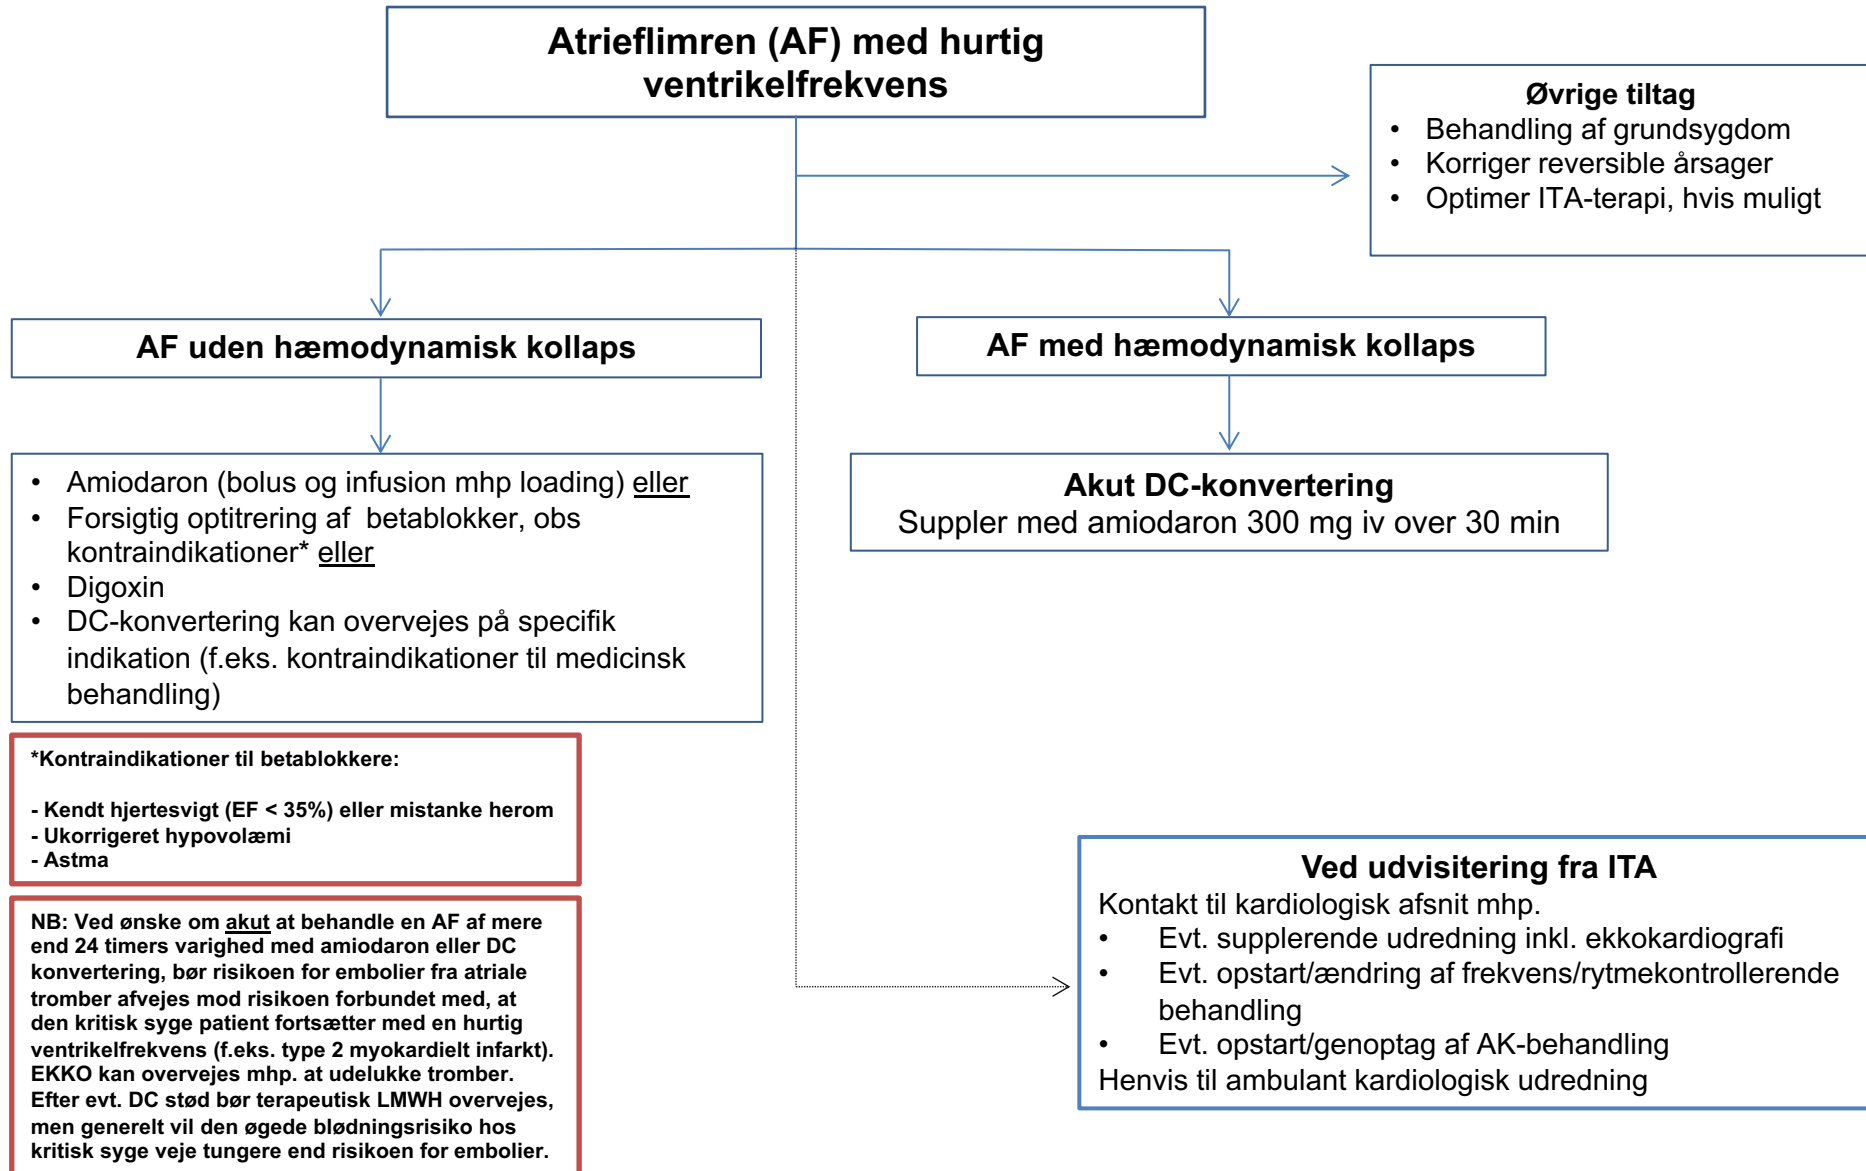 Atrieflimren (AF) med hurtig
ventrikelfrekvens
Øvrige tiltag
• Behandling af grundsygdom
• Korriger reversible årsager
• Optimer ITA-terapi, hvis muligt
AF uden hæmodynamisk kollaps
AF med hæmodynamisk kollaps
• Amiodaron (bolus og infusion mhp loading) eller
• Forsigtig optitrering af betablokker, obs
kontraindikationer* eller
• Digoxin
• DC-konvertering kan overvejes på specifik
indikation (f.eks. kontraindikationer til medicinsk
behandling)
Akut DC-konvertering
Suppler med amiodaron 300 mg iv over 30 min
*Kontraindikationer til betablokkere:
- Kendt hjertesvigt (EF < 35%) eller mistanke herom
- Ukorrigeret hypovolæmi
- Astma
NB: Ved ønske om akut at behandle en AF af mere
end 24 timers varighed med amiodaron eller DC
konvertering, bør risikoen for embolier fra atriale
tromber afvejes mod risikoen forbundet med, at
den kritisk syge patient fortsætter med en hurtig
ventrikelfrekvens (f.eks. type 2 myokardielt infarkt).
EKKO kan overvejes mhp. at udelukke tromber.
Efter evt. DC stød bør terapeutisk LMWH overvejes,
men generelt vil den øgede blødningsrisiko hos
kritisk syge veje tungere end risikoen for embolier.
Ved udvisitering fra ITA
Kontakt til kardiologisk afsnit mhp.
• Evt. supplerende udredning inkl. ekkokardiografi
• Evt. opstart/ændring af frekvens/rytmekontrollerende
behandling
• Evt. opstart/genoptag af AK-behandling
Henvis til ambulant kardiologisk udredning